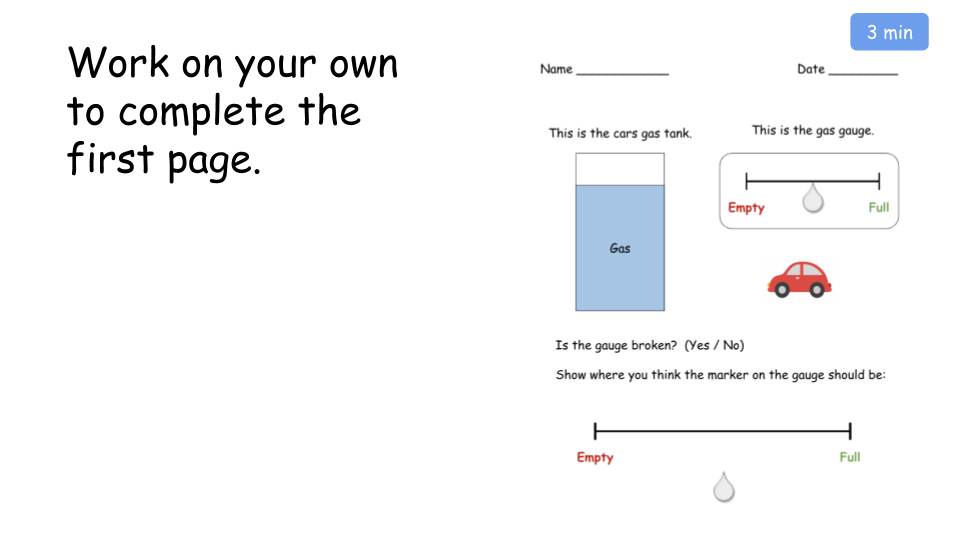 3 min
Work on your own
to complete the
first page.
Name ______________ Date __________
This is the cars gas tank.
This is the gas gauge.
Empty
Full
Gas
Is the gauge broken? (Yes / No)
Show where you think the marker on the gauge should be:
Empty
Full